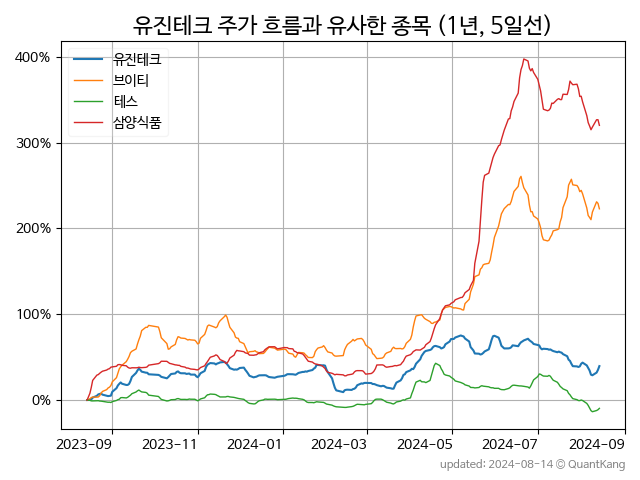 유진테크 주가 흐름과 유사한 종목 (1년, 5일선)
400%
300%
200%
100%
0%
유진테크
브이티
테스
삼양식품
2023-09 2023-11 2024-01 2024-03 2024-05 2024-07 2024-09
updated: 2024-08-14 © QuantKang